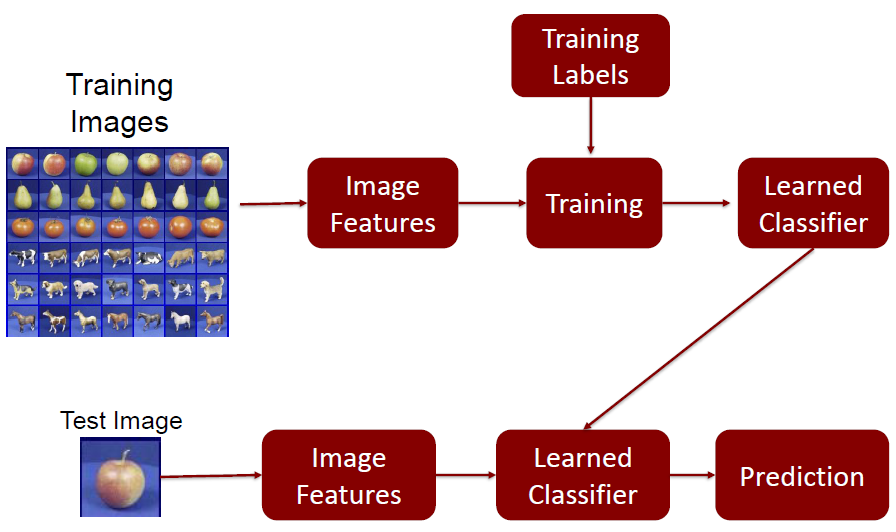 Training
Labels
Training
Images
Image
Features
Training
Learned
Classifier
Test Image
Image
Features
Learned
Classifier
Prediction